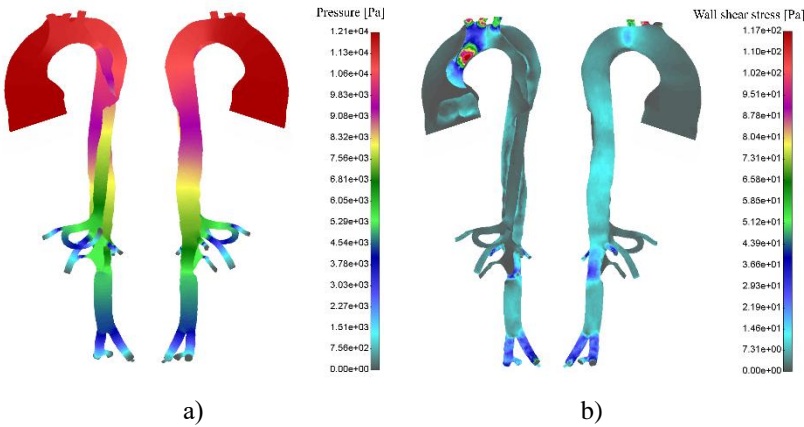 Pressure [Pa]
1.21e+04
1.13e+04
1.06e+04
9.83e+03
9.08e+03
8.32e+03
7.56e+03
6.81e+03
6.05e+03
5.29e+03
4.54e+03
3.78e+03
3.03e+03
2.27e+03
1.51e+03
7.56e+02
0.00e+00
a)
Wall shear stress [Pa]
1.17e+02
1.10e+02
1.02e+02
9.51e+01
8.78e+01
8.04e+01
7.31e+01
6.58e+01
5.85e+01
5.12e+01
4.39e+01
3.66e+01
2.92e+01
2.19e+01
1.46e+01
7.31e+00
0.00e+00
b)